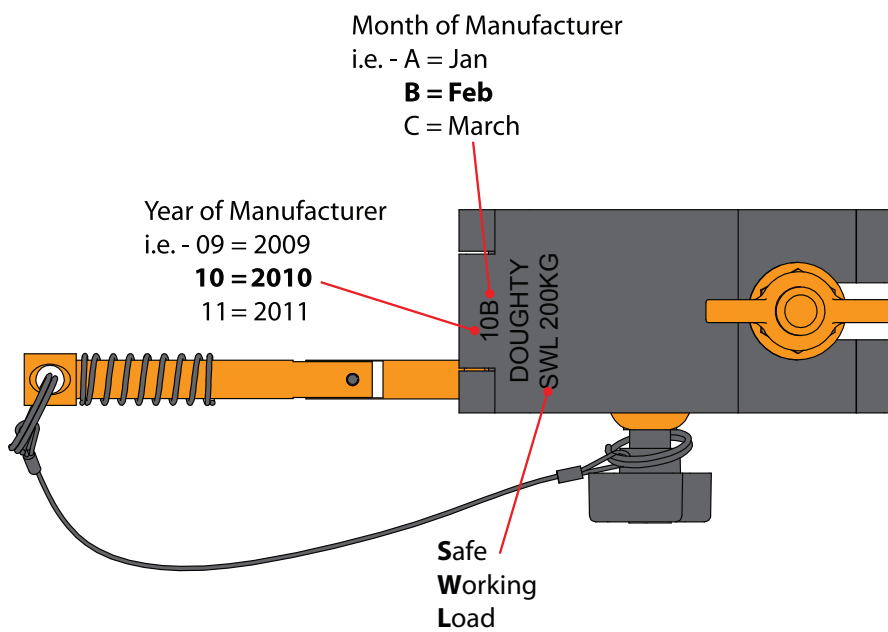 Month of Manufacturer
i.e. - A = Jan
B = Feb
C = March
Year of Manufacturer
i.e. - 09 = 2009
10 = 2010
11 = 2011
10B
DOUGHTY
SWL 200KG
Safe
Working
Load